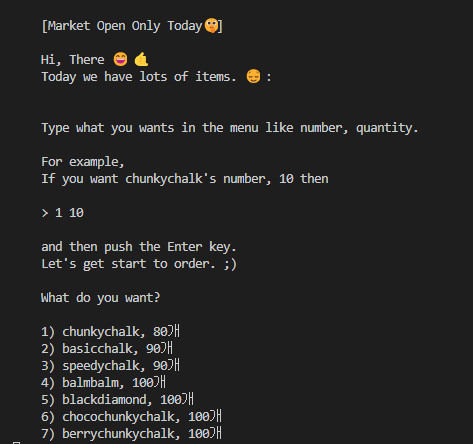 [Market Open Only Today🤫]
Hi, There 😄 🤙
Today we have lots of items. 😴 :
Type what you wants in the menu like number, quantity.
For example,
If you want chunkychalk's number, 10 then
> 1 10
and then push the Enter key.
Let's get start to order. ;)
What do you want?
1) chunkychalk, 80개
2) basicchalk, 90개
3) speedychalk, 90개
4) balmbalm, 100개
5) blackdiamond, 100개
6) chocochunkychalk, 100개
7) berrychunkychalk, 100개